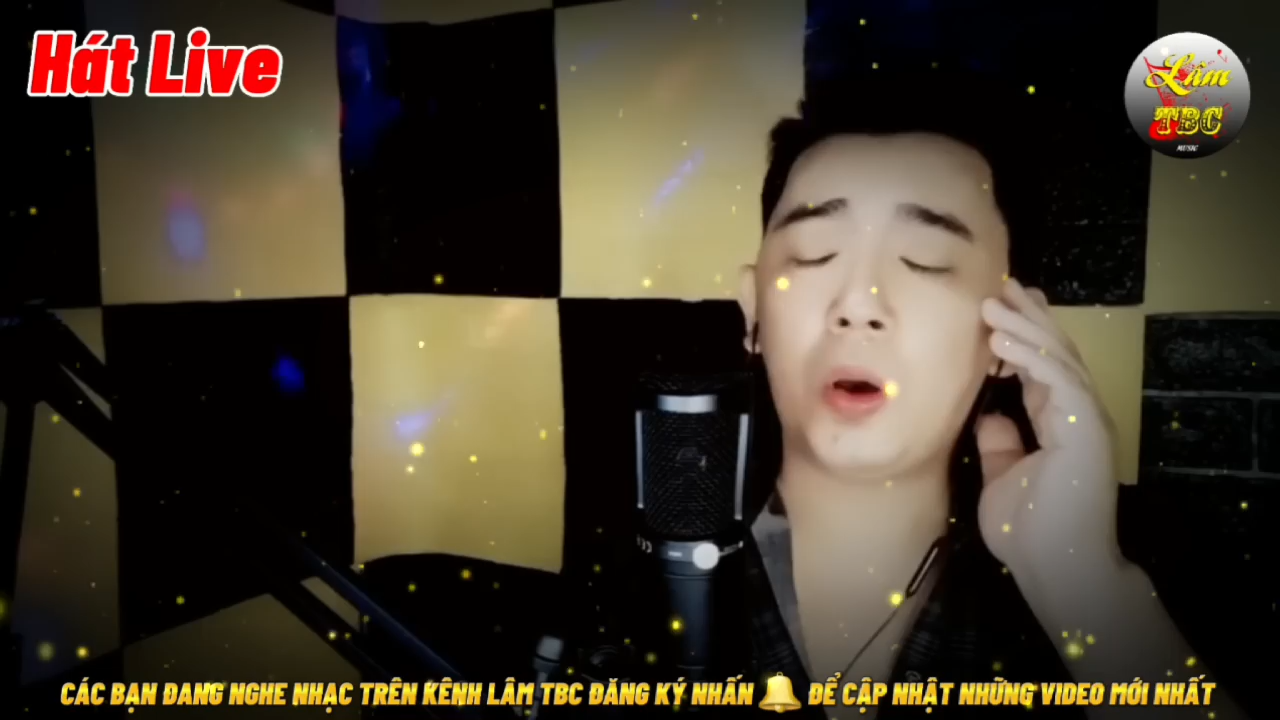 Hát Live
Lâm
TBC
MUSIC
CÁC BẠN ĐANG NGHE NHẠC TRÊN KÊNH LÂM TBC ĐĂNG KÝ NHẤN 🔔 ĐỂ CẬP NHẬT NHỮNG VIDEO MỚI NHẤT